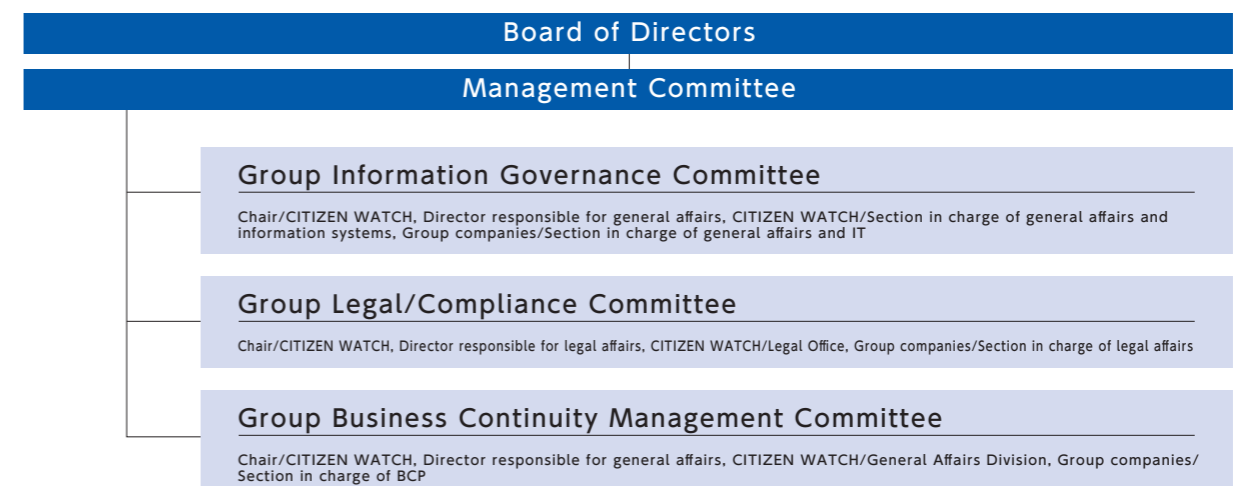 Board of Directors
Management Committee
Group Information Governance Committee
Chair/CITIZEN WATCH, Director responsible for general affairs, CITIZEN WATCH/Section in charge of general affairs and
information systems, Group companies/Section in charge of general affairs and IT
Group Legal/Compliance Committee
Chair/CITIZEN WATCH, Director responsible for legal affairs, CITIZEN WATCH/Legal Office, Group companies/Section in charge of legal affairs
Group Business Continuity Management Committee
Chair/CITIZEN WATCH, Director responsible for general affairs, CITIZEN WATCH/General Affairs Division, Group companies/
Section in charge of BCP